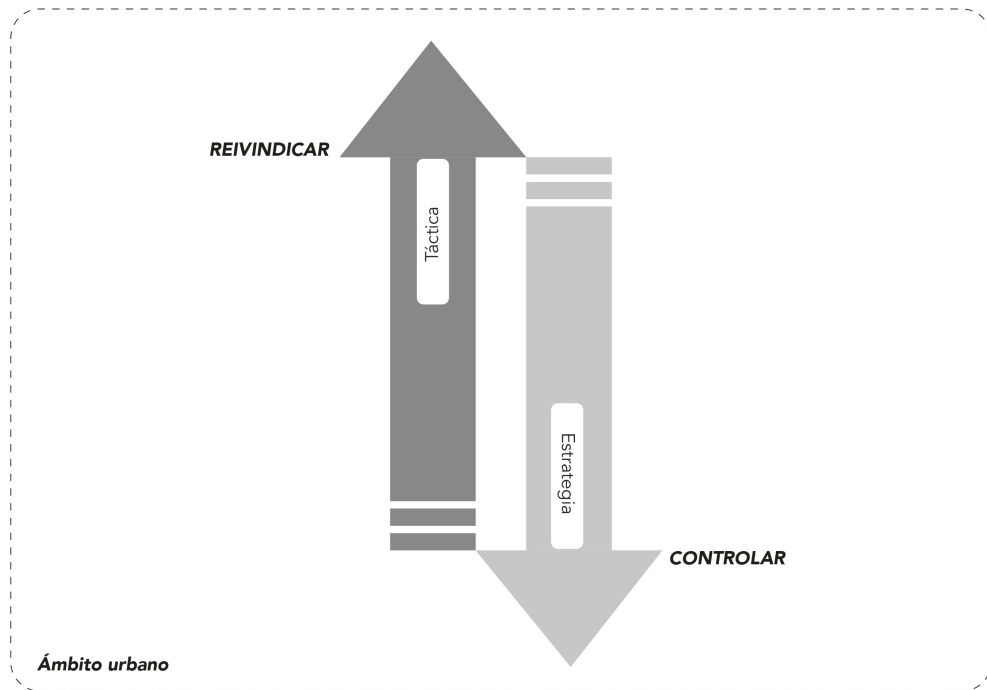 REIVINDICAR
Táctica
Estrategia
CONTROLAR
Ámbito urbano